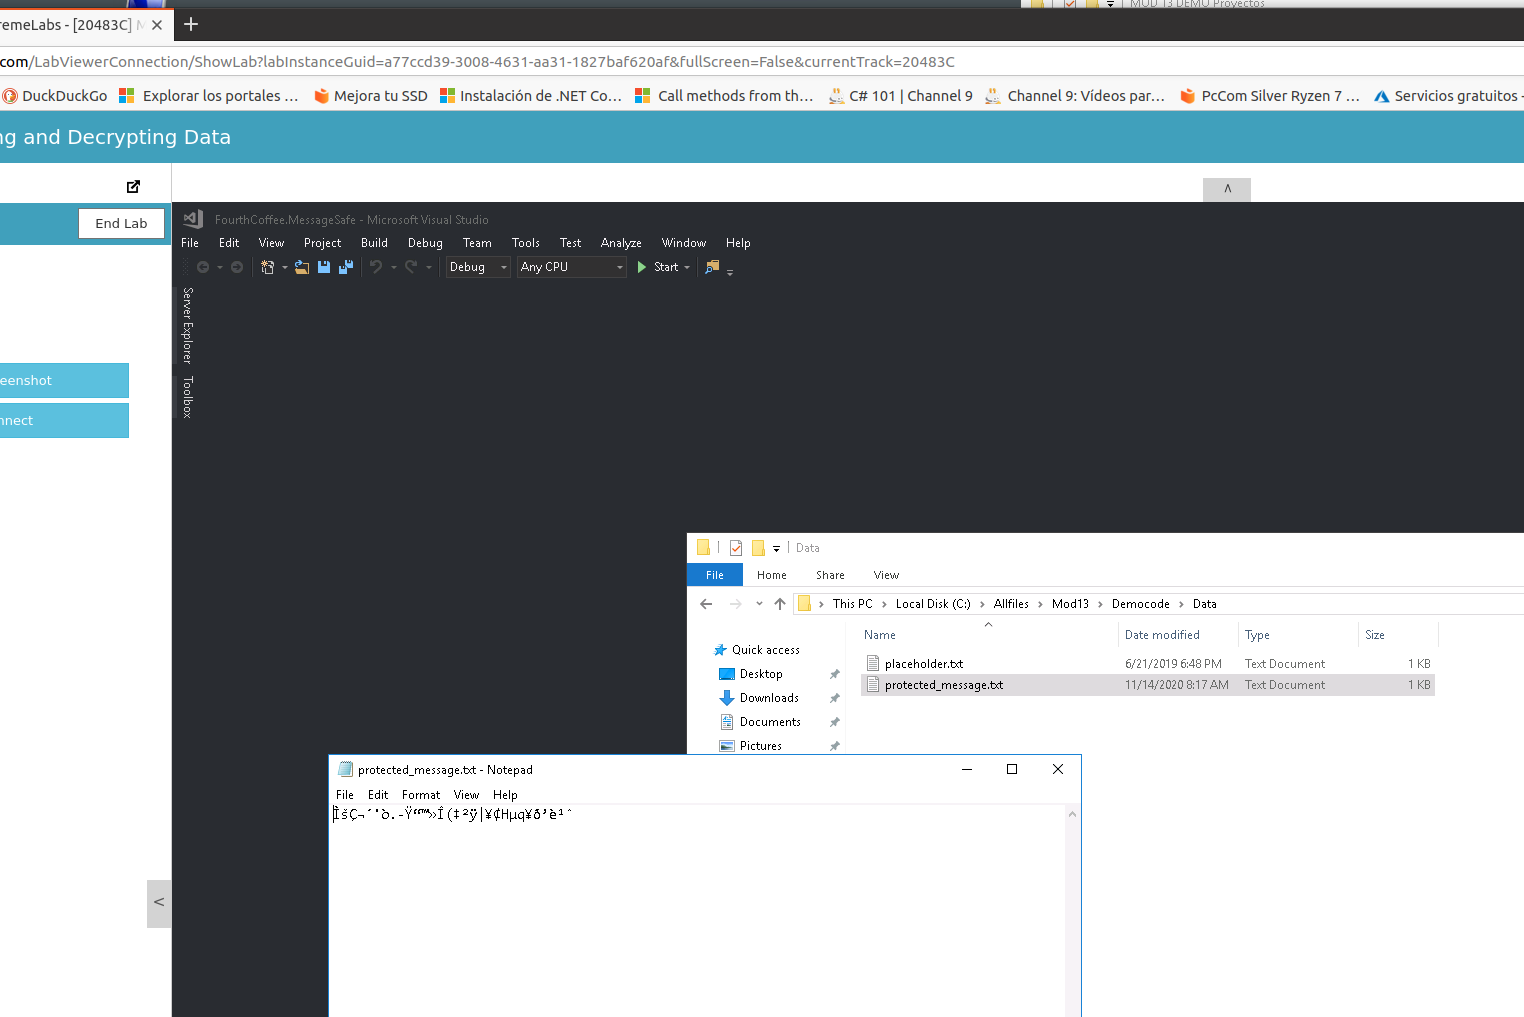 MOD 13 DEMO Proyectos
remeLabs - [20483C] M
com/LabViewerConnection/ShowLab?labInstanceGuid=a77ccd39-3008-4631-aa31-1827baf620af&fullScreen=False&currentTrack=20483C
DuckDuckGo Explorar los portales ... Mejora tu SSD Instalación de .NET Co... Call methods from th... C# 101 | Channel 9 Channel 9: Vídeos par... PcCom Silver Ryzen 7 ... Servicios gratuitos -
ng and Decrypting Data
End Lab
FourthCoffee.MessageSafe - Microsoft Visual Studio
File Edit View Project Build Debug Team Tools Test Analyze Window Help
Debug Any CPU Start
Server Explorer
Toolbox
eenshot
nnect
Data
File Home Share View
This PC > Local Disk (C:) > Allfiles > Mod13 > Democode > Data
Name Date modified Type Size
Quick access
Desktop
Downloads
Documents
Pictures
placeholder.txt 6/21/2019 6:48 PM Text Document 1 KB
protected_message.txt 11/14/2020 8:17 AM Text Document 1 KB
protected_message.txt - Notepad
File Edit Format View Help